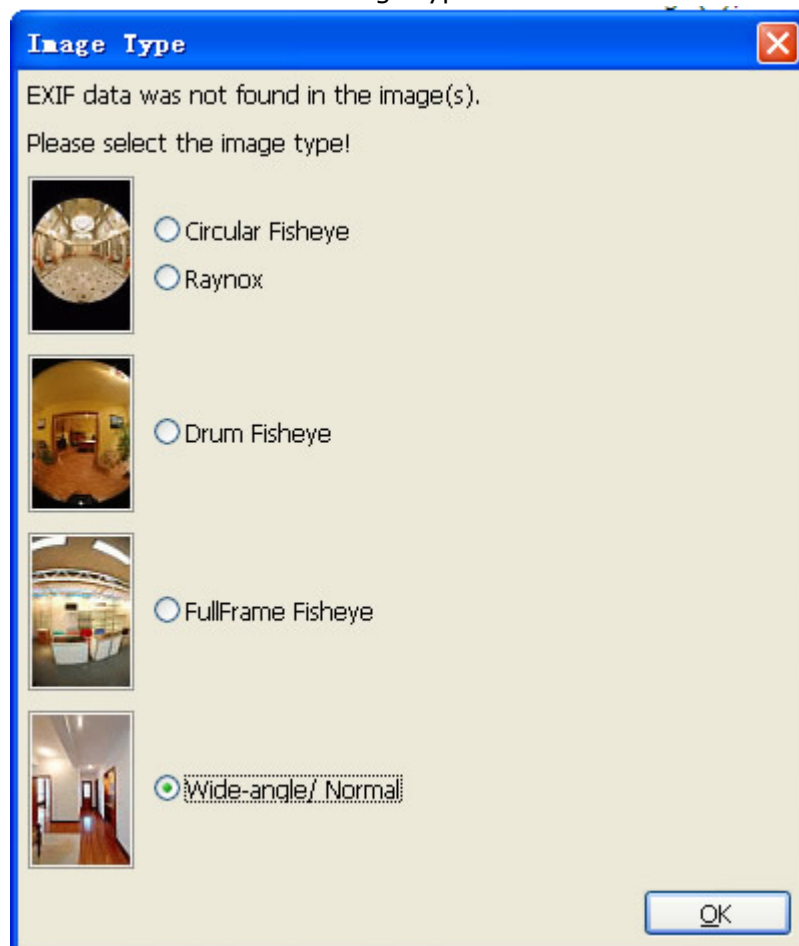 Image Type
EXIF data was not found in the image(s).
Please select the image type!
Circular Fisheye
Raynox
Drum Fisheye
FullFrame Fisheye
Wide-angle/ Normal
OK